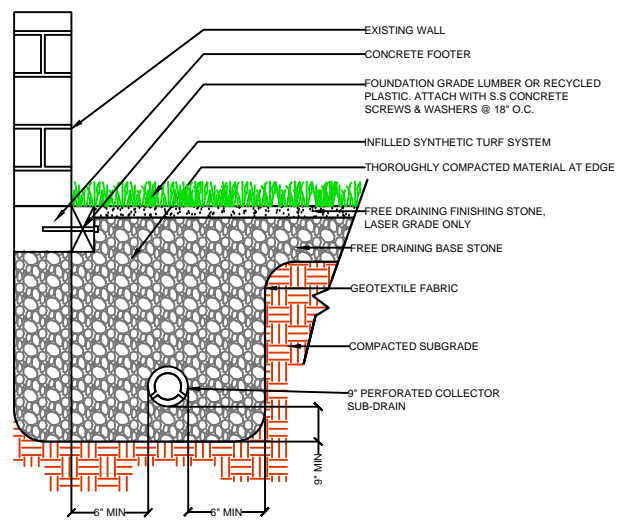 EXISTING WALL
CONCRETE FOOTER
FOUNDATION GRADE LUMBER OR RECYCLED
PLASTIC. ATTACH WITH S.S CONCRETE
SCREWS & WASHERS @ 18" O.C.
INFILLED SYNTHETIC TURF SYSTEM
THOROUGHLY COMPACTED MATERIAL AT EDGE
FREE DRAINING FINISHING STONE,
LASER GRADE ONLY
FREE DRAINING BASE STONE
GEOTEXTILE FABRIC
COMPACTED SUBGRADE
9" PERFORATED COLLECTOR
SUB-DRAIN
9" MIN
6" MIN
6" MIN